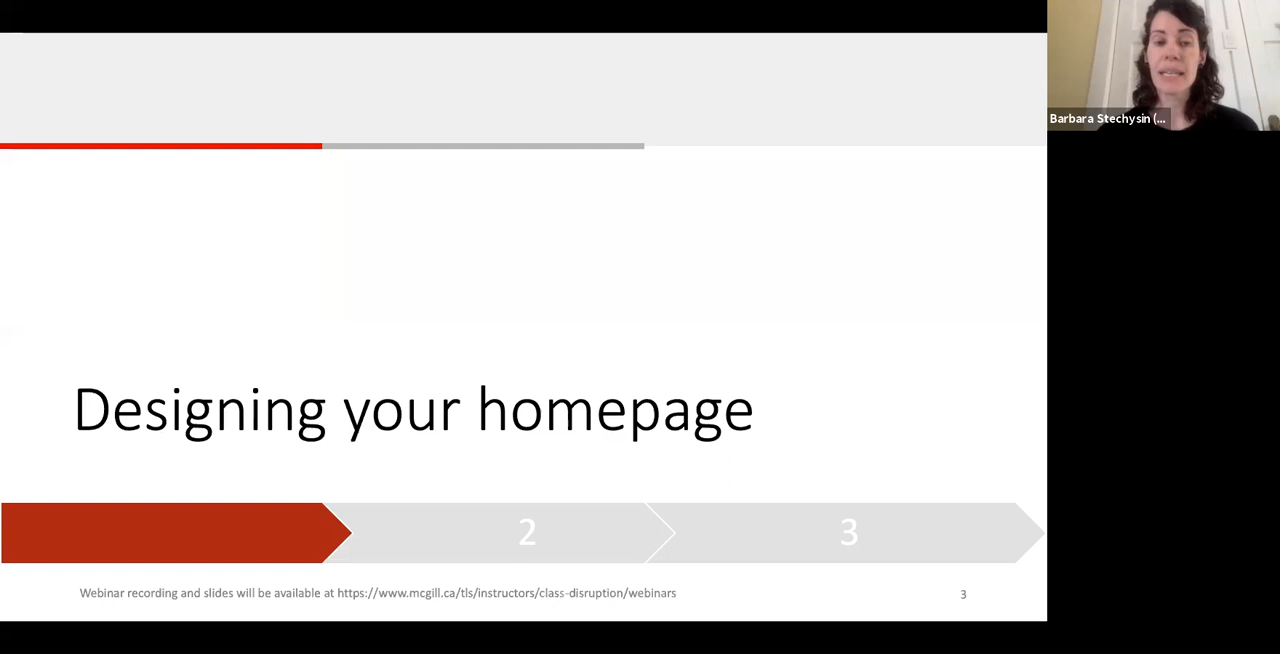 Barbara Stechysin (...
Designing your homepage
2
3
Webinar recording and slides will be available at https://www.mcgill.ca/tls/instructors/class-disruption/webinars
3